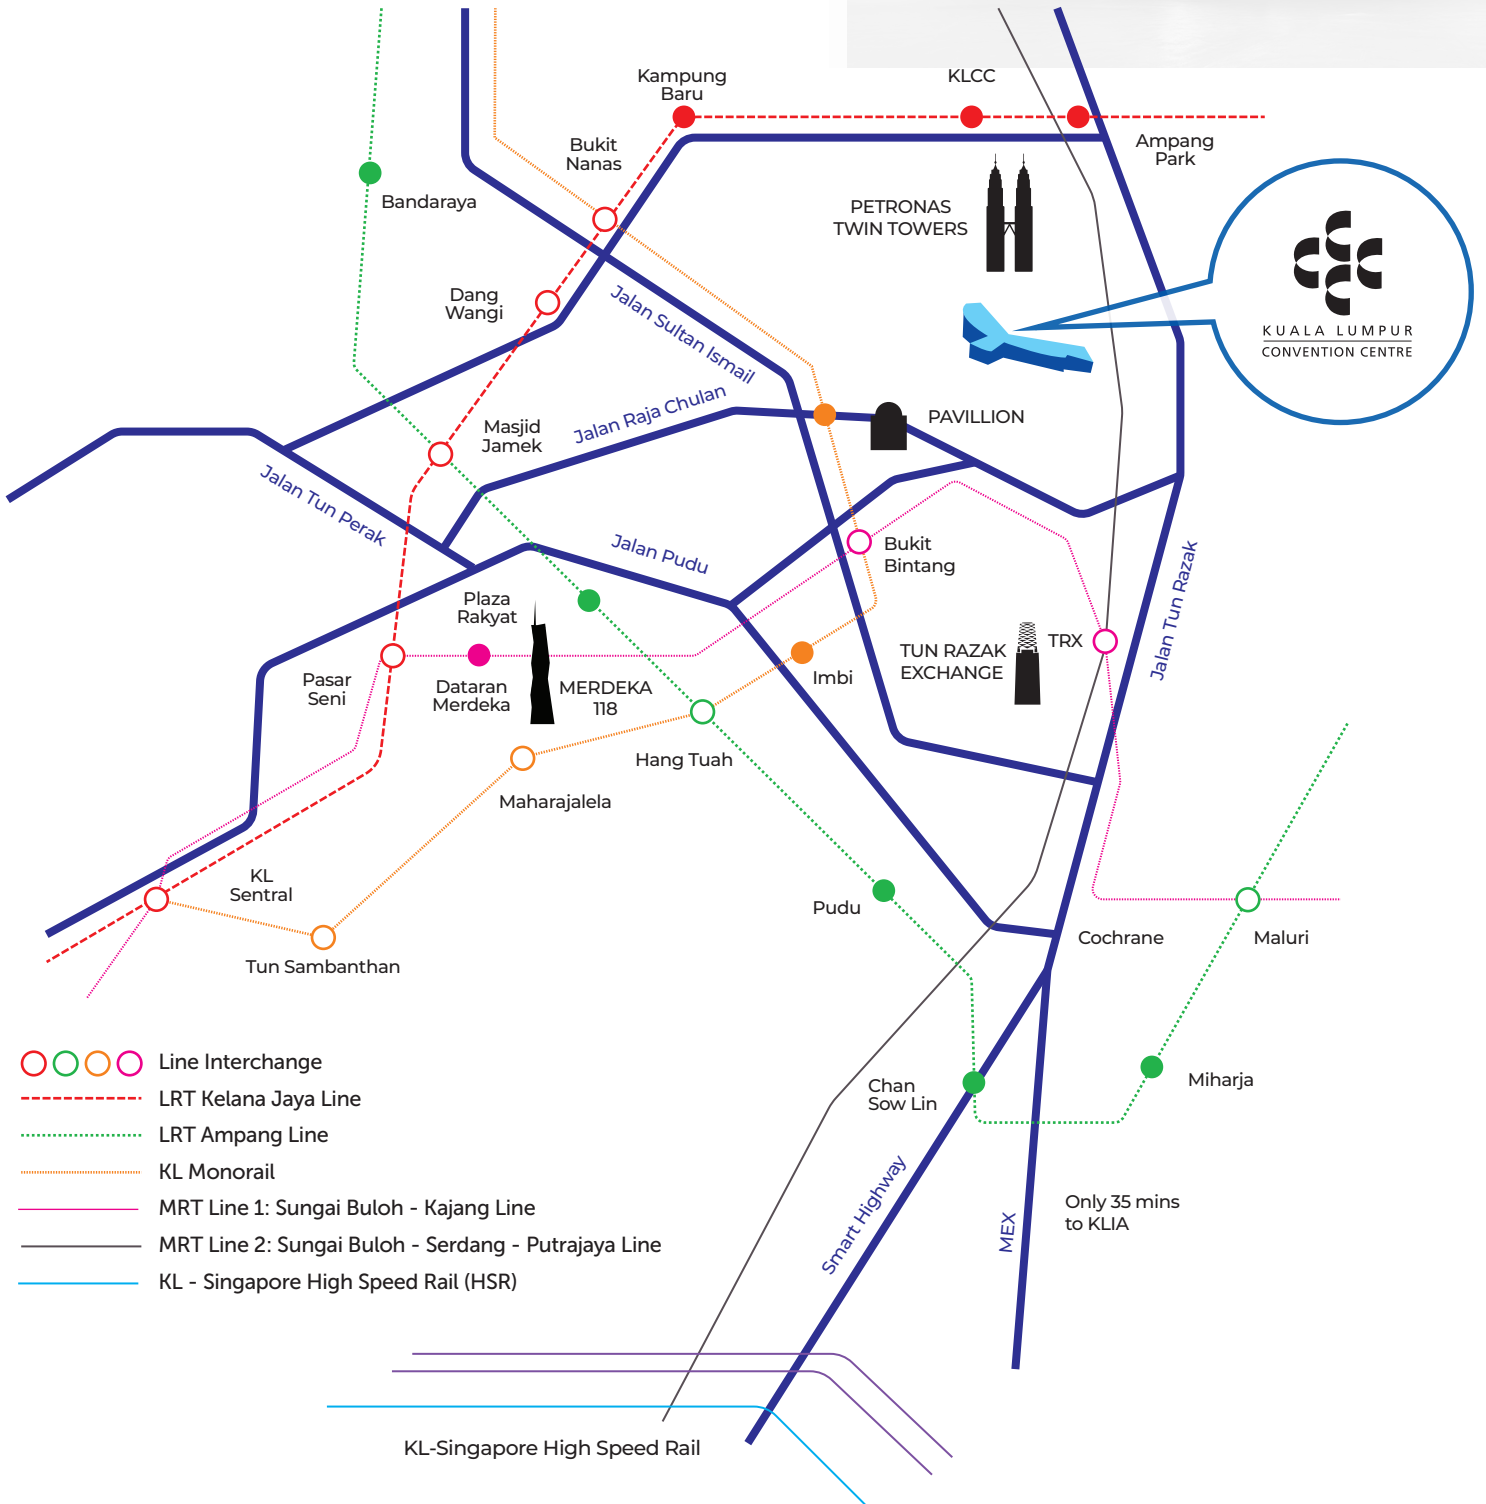 Kampung
Baru
KLCC
Bukit
Nanas
Ampang
Park
Bandaraya
PETRONAS
TWIN TOWERS
Dang
Wangi
Jalan Sultan Ismail
KUALA LUMPUR
CONVENTION CENTRE
Jalan Raja Chulan
PAVILLION
Masjid
Jamek
Jalan Tun Perak
Jalan Pudu
Bukit
Bintang
Jalan Tun Razak
Plaza
Rakyat
TUN RAZAK
EXCHANGE
TRX
Pasar
Seni
Dataran
Merdeka
MERDEKA
118
Imbi
Hang Tuah
Maharajalela
KL
Sentral
Pudu
Cochrane
Maluri
Tun Sambanthan
Line Interchange
LRT Kelana Jaya Line
LRT Ampang Line
KL Monorail
MRT Line 1: Sungai Buloh - Kajang Line
MRT Line 2: Sungai Buloh - Serdang - Putrajaya Line
KL - Singapore High Speed Rail (HSR)
Chan
Sow Lin
Miharja
Smart Highway
MEX
Only 35 mins
to KLIA
KL-Singapore High Speed Rail